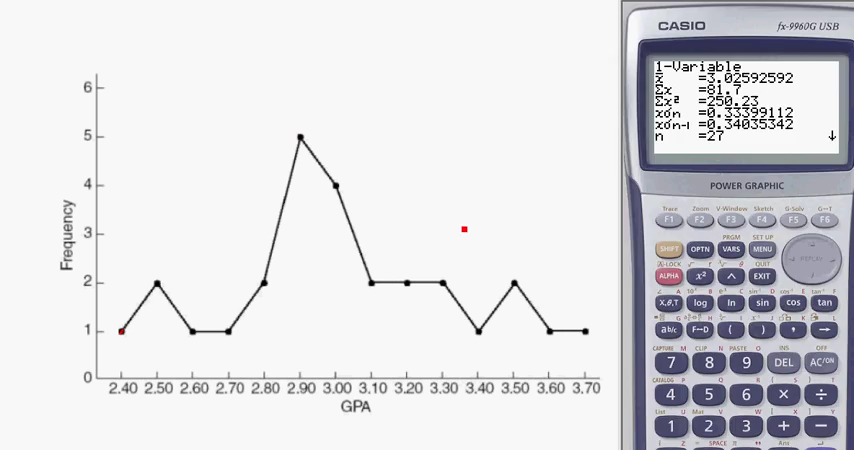 6
5
4
3
2
1
0
Frequency
2.40 2.50 2.60 2.70 2.80 2.90 3.00 3.10 3.20 3.30 3.40 3.50 3.60 3.70
GPA
CASIO fx-9960G USB
1-Variable
x̄ =3.02592592
Σx =81.7
Σx² =250.23
xσn =0.33399112
xσn-1 =0.34035342
n =27 ↓
POWER GRAPHIC
Trace Zoom V-Window Sketch G-Solv G↔T
F1 F2 F3 F4 F5 F6
PRGM SET UP
SHIFT OPTN VARS MENU
REPLAY
A-LOCK QUIT
ALPHA x² ^ EXIT
X,θ,T log ln sin cos tan
a b/c F↔D ( ) , →
CAPTURE PASTE INS OFF
7 8 9 DEL AC/ON
CATALOG
4 5 6 × ÷
List Mat
1 2 3 + −
SPACE Ans